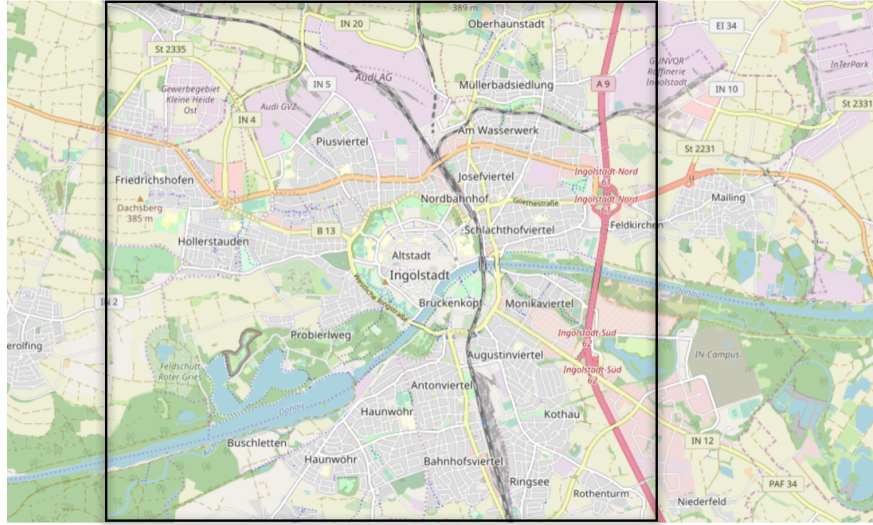 389 m
Oberhaunstadt
IN 20
EI 34
St 2335
Audi AG
GUNVOR
Raffinerie
Ingolstadt
InTerPark
IN 5
A 9
Müllerbadsiedlung
IN 10
Gewerbegebiet
Kleine Heide
Ost
Audi GVZ
St 2331
IN 4
Am Wasserwerk
Piusviertel
St 2231
Josefviertel
Ingolstadt-Nord
61
Friedrichshofen
Nordbahnhof
Goethestraße
Ingolstadt-Nord
61
Mailing
Dachsberg
385 m
B 13
Schlachthofviertel
Feldkirchen
Hollerstauden
Altstadt
Ingolstadt
Westliche Ringstraße
Donau
IN 2
Brückenkopf
Monikaviertel
Probierlweg
Ingolstadt-Süd
62
erolfing
Augustinviertel
IN-Campus
Feldschutt
Roter Gries
Ingolstadt-Süd
62
Antonviertel
Donau
Haunwöhr
Kothau
Buschletten
IN 12
Haunwöhr
Bahnhofsviertel
Ringsee
PAF 34
Rothenturm
Niederfeld